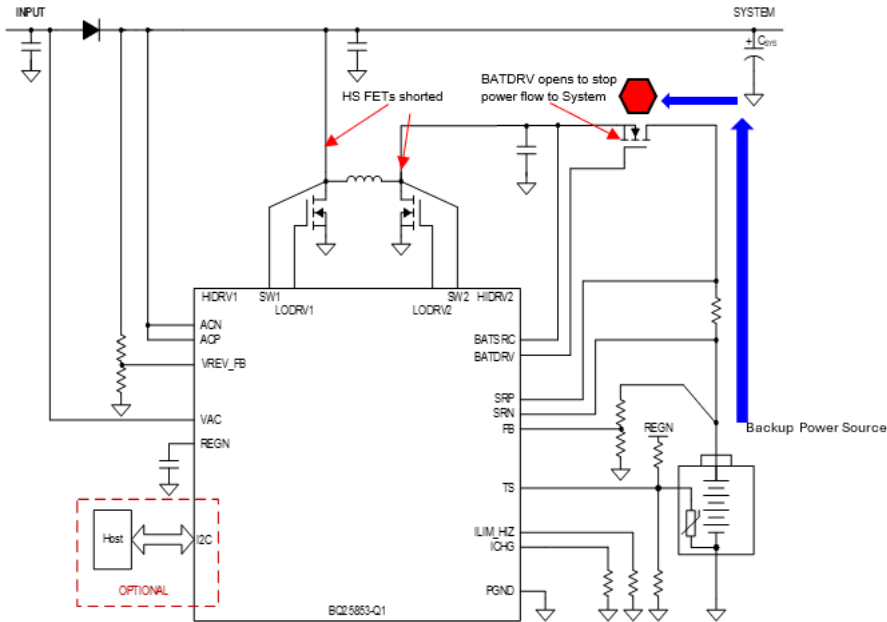 INPUT
SYSTEM
+ CSYS
BATDRV opens to stop
power flow to System
HS FETs shorted
HIDRV1 SW1 SW2 HIDRV2
LODRV1 LODRV2
ACN
ACP
VREV_FB
VAC
REGN
BATSRC
BATDRV
SRP
SRN
FB
REGN
Backup Power Source
TS
Host
I2C
OPTIONAL
ILIM_HIZ
ICHG
PGND
BQ25853-Q1